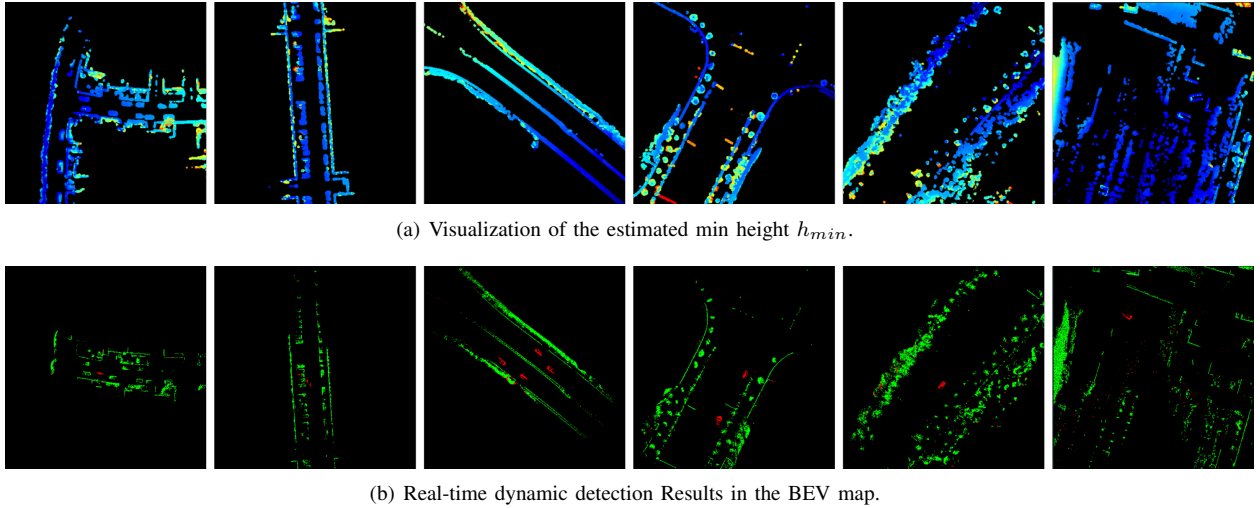 (a) Visualization of the estimated min height $h_{min}$.
(b) Real-time dynamic detection Results in the BEV map.